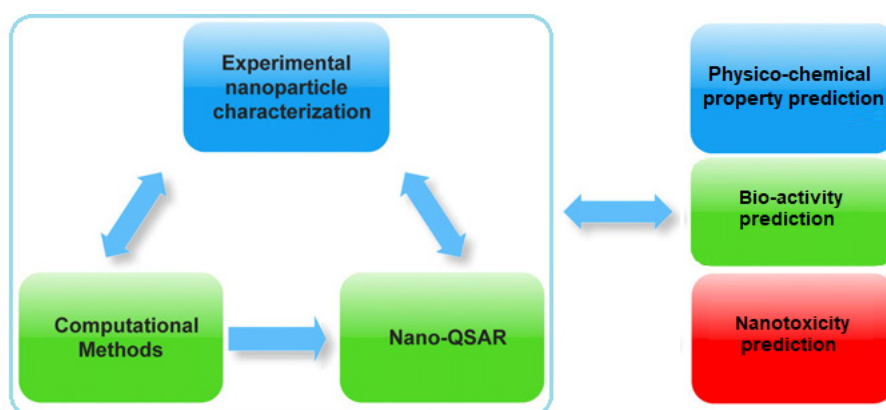 Experimental
nanoparticle
characterization
Computational
Methods
Nano-QSAR
Physico-chemical
property prediction
Bio-activity
prediction
Nanotoxicity
prediction